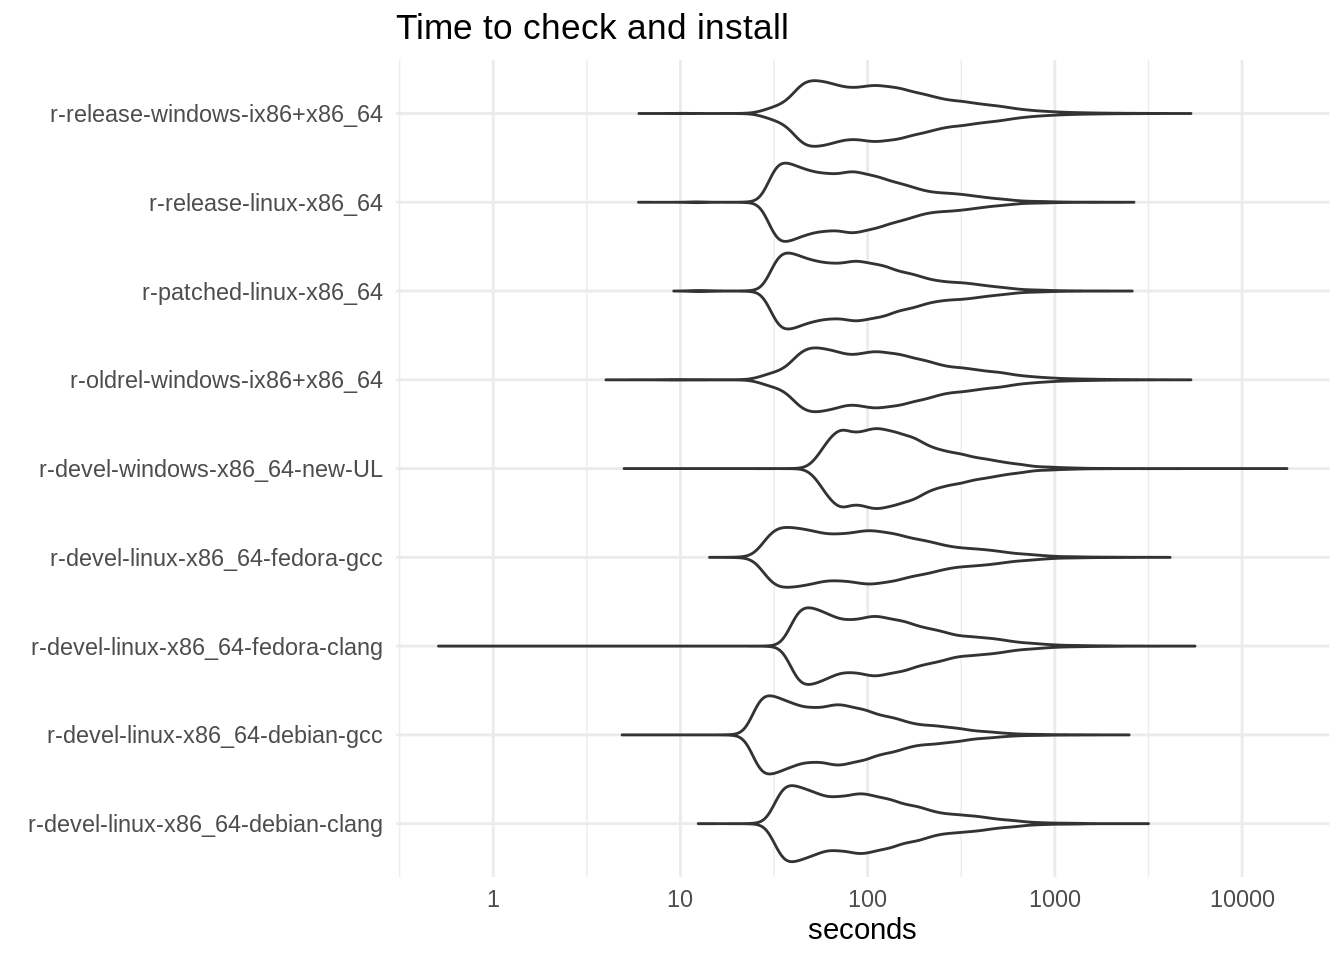 Time to check and install
r-release-windows-ix86+x86_64
r-release-linux-x86_64
r-patched-linux-x86_64
r-oldrel-windows-ix86+x86_64
r-devel-windows-x86_64-new-UL
r-devel-linux-x86_64-fedora-gcc
r-devel-linux-x86_64-fedora-clang
r-devel-linux-x86_64-debian-gcc
r-devel-linux-x86_64-debian-clang
1 10 100 1000 10000
seconds